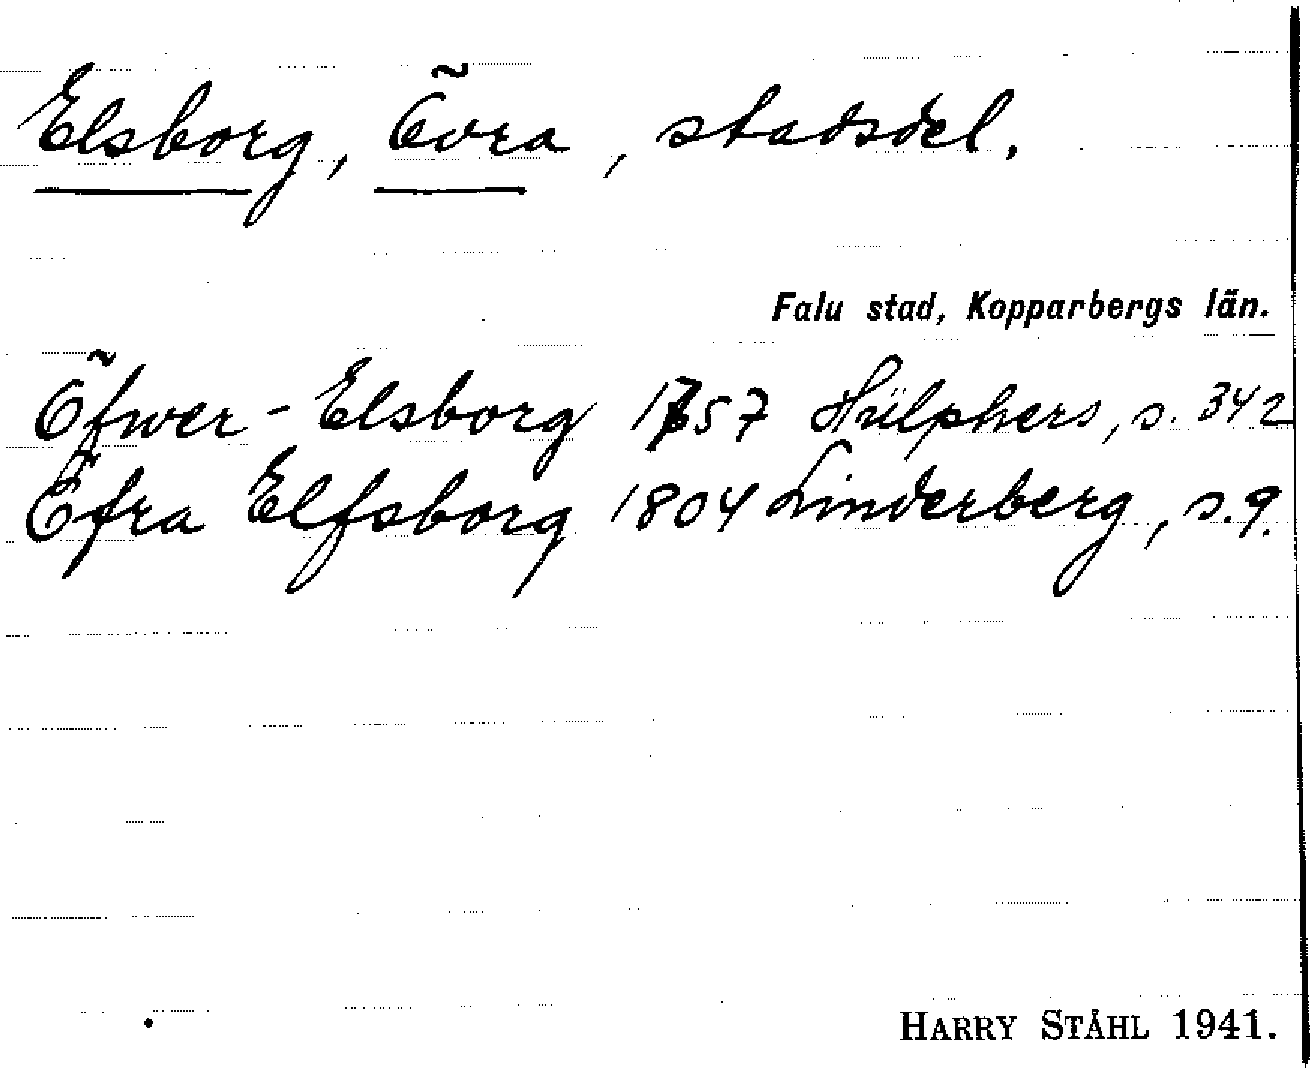 Elsborg, Övra, stadsdel.
Falu stad, Kopparbergs län.
Öfwer-Elsborg 1757 Hülphers, s. 342
Öfra Elfsborg 1804 Linderberg, s. 9.
HARRY STÅHL 1941.